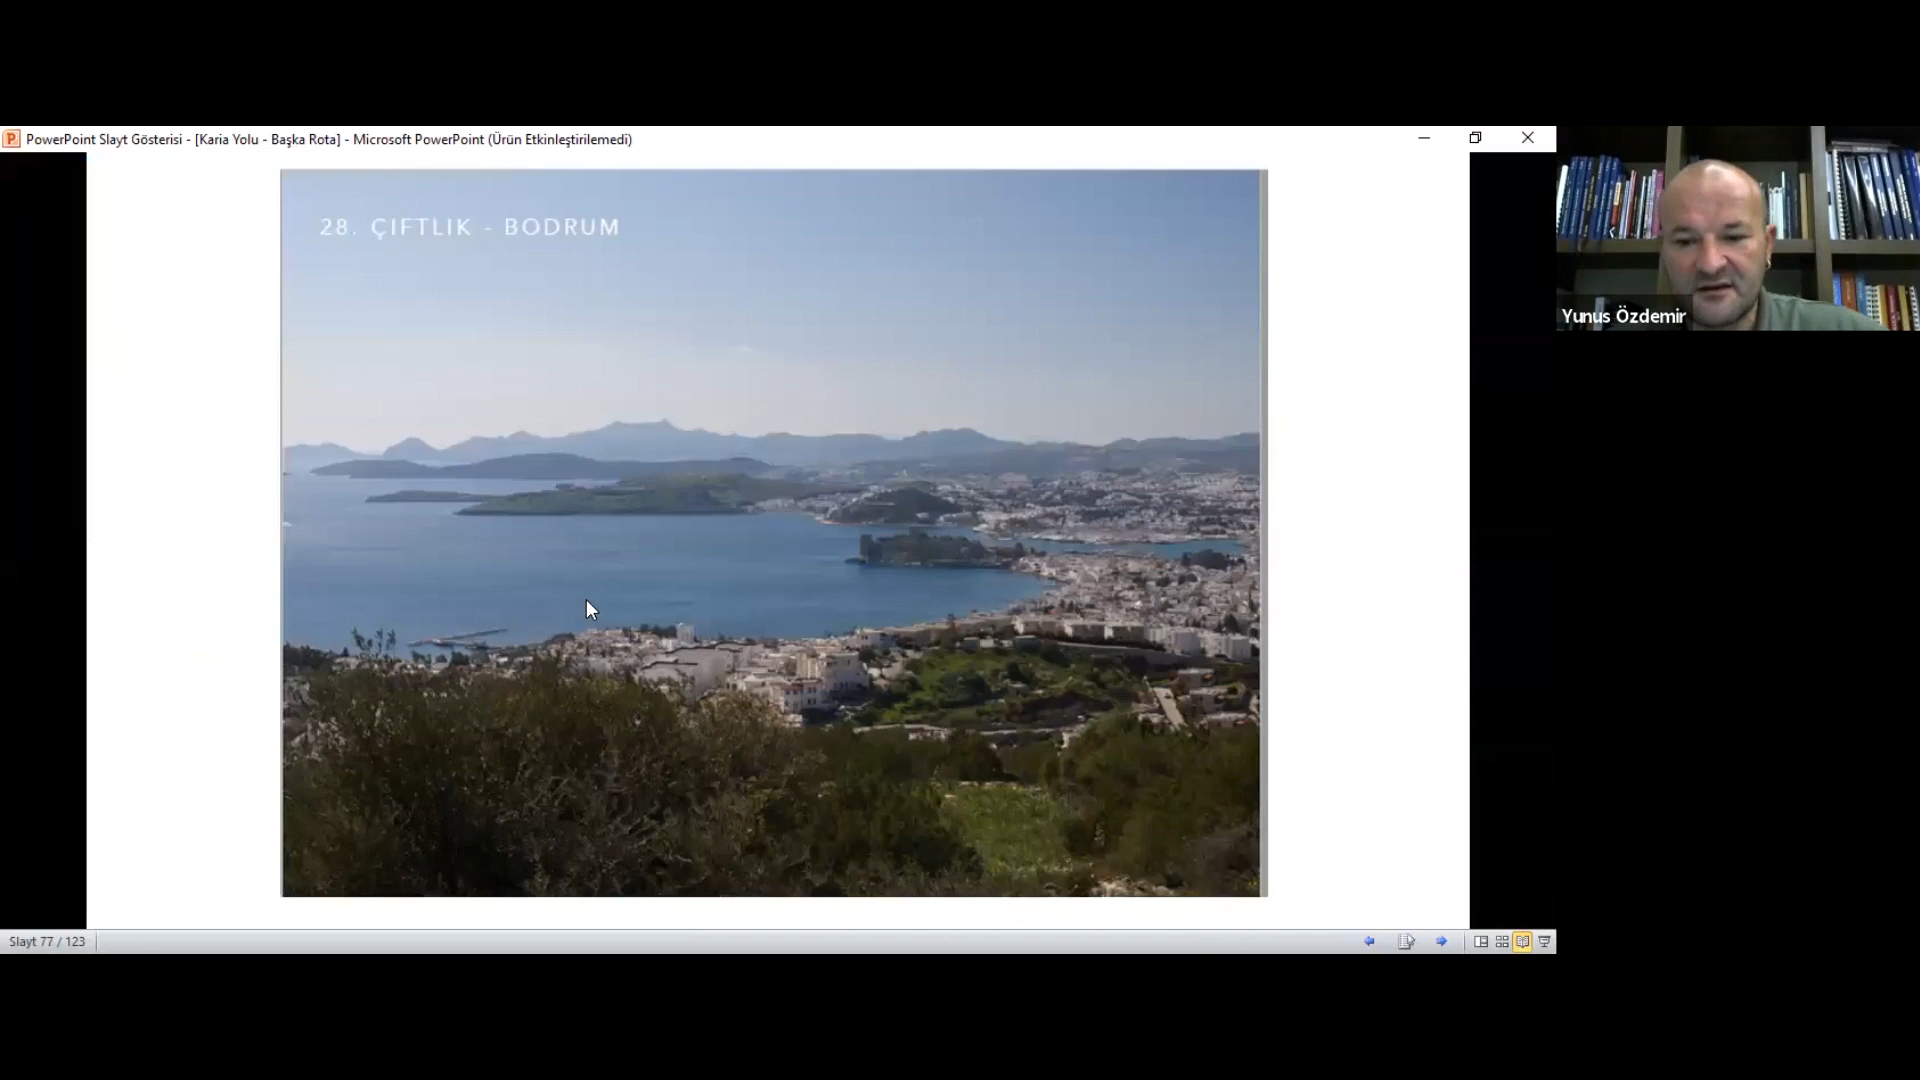 PowerPoint Slayt Gösterisi - [Karia Yolu - Başka Rota] - Microsoft PowerPoint (Ürün Etkinleştirilemedi)
28. ÇIFTLIK - BODRUM
Yunus Özdemir
Slayt 77 / 123